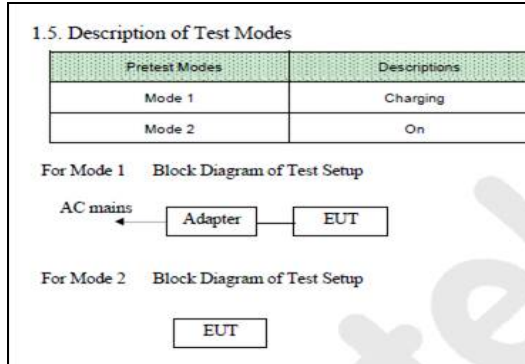 1.5. Description of Test Modes
Pretest Modes Descriptions
Mode 1 Charging
Mode 2 On
For Mode 1 Block Diagram of Test Setup
AC mains
Adapter EUT
For Mode 2 Block Diagram of Test Setup
EUT